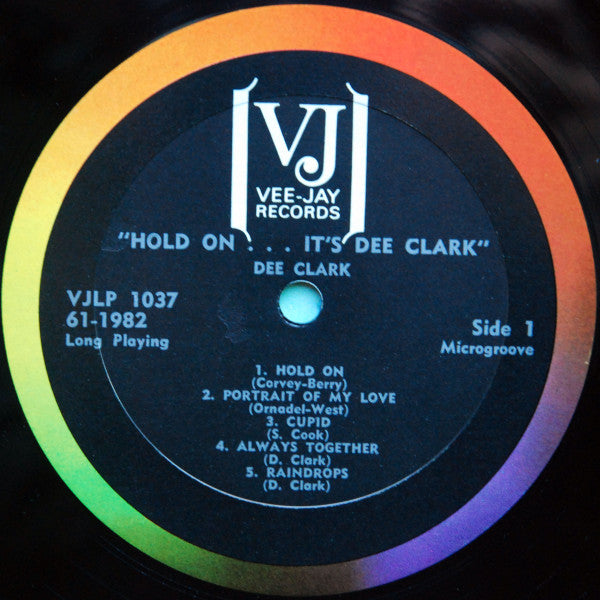 VJ
VEE-JAY
RECORDS
"HOLD ON . . . IT'S DEE CLARK"
DEE CLARK
VJLP 1037
61-1982
Long Playing
Side 1
Microgroove
1. HOLD ON
(Corvey-Berry)
2. PORTRAIT OF MY LOVE
(Ornadel-West)
3. CUPID
(S. Cook)
4. ALWAYS TOGETHER
(D. Clark)
5. RAINDROPS
(D. Clark)